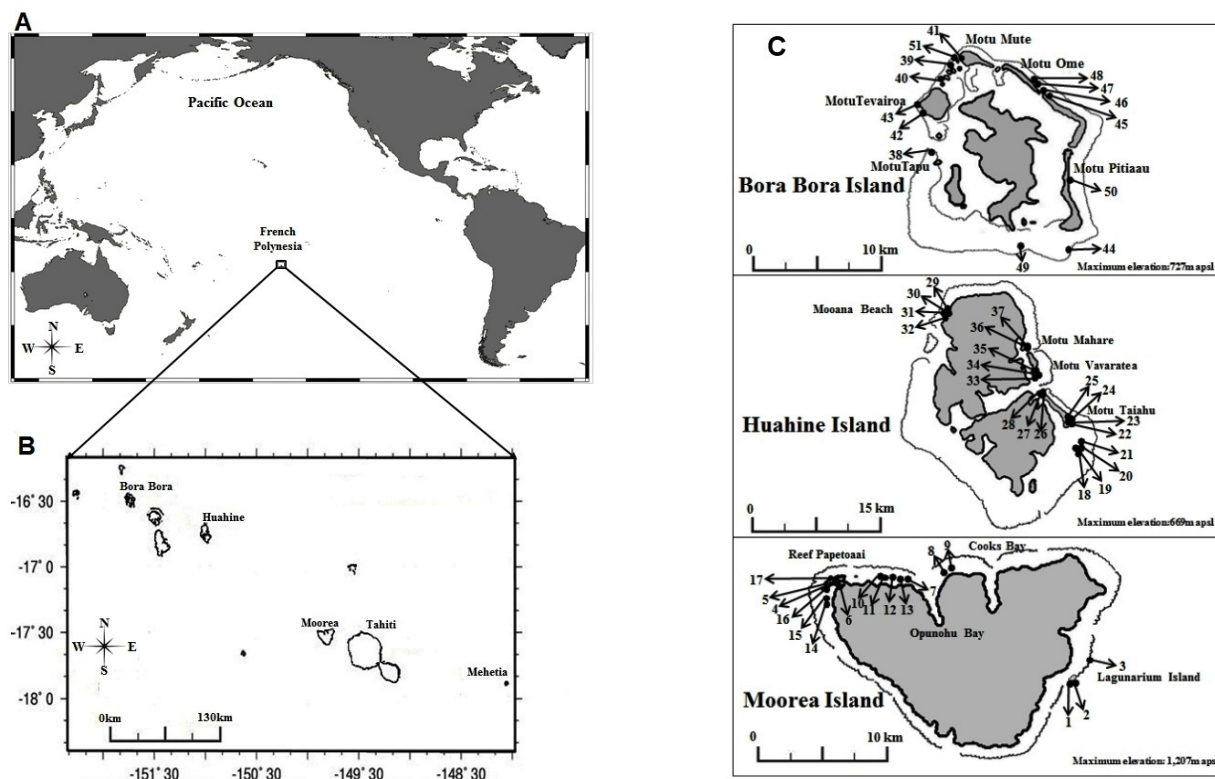 A
Pacific Ocean
French
Polynesia
N
W E
S
B
Bora Bora
Huahine
Moorea
Tahiti
Mehetia
-16° 30
-17° 0
-17° 30
-18° 0
N
W E
S
0km 130km
-151° 30
-150° 30
-149° 30
-148° 30
C
41
Motu Mute
51
39
40
Motu Ome
48
47
46
45
MotuTevairoa
43
42
38
MotuTapu
Motu Pitiaau
50
Bora Bora Island
0 10 km
49
44
Maximum elevation:727mapsl
29
30
Mooana Beach 31
32
37
36
Motu Mahare
35
34
33
Motu Vavaratea
25
24
Motu Taiahu
23
22
28
27
26
21
20
19
18
Huahine Island
0 15 km
Maximum elevation:669mapsl
Reef Papetoaai
9
Cooks Bay
8
17
5
4
16
15
14
6
10
11
12
13
7
Opunohu Bay
3
Lagunarium Island
1
2
Moorea Island
0 10 km
Maximum elevation:1,207mapsl